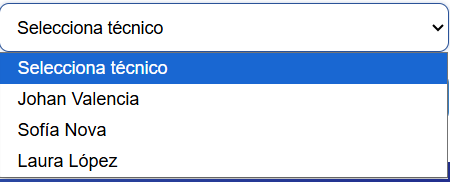 Selecciona técnico
Selecciona técnico
Johan Valencia
Sofía Nova
Laura López